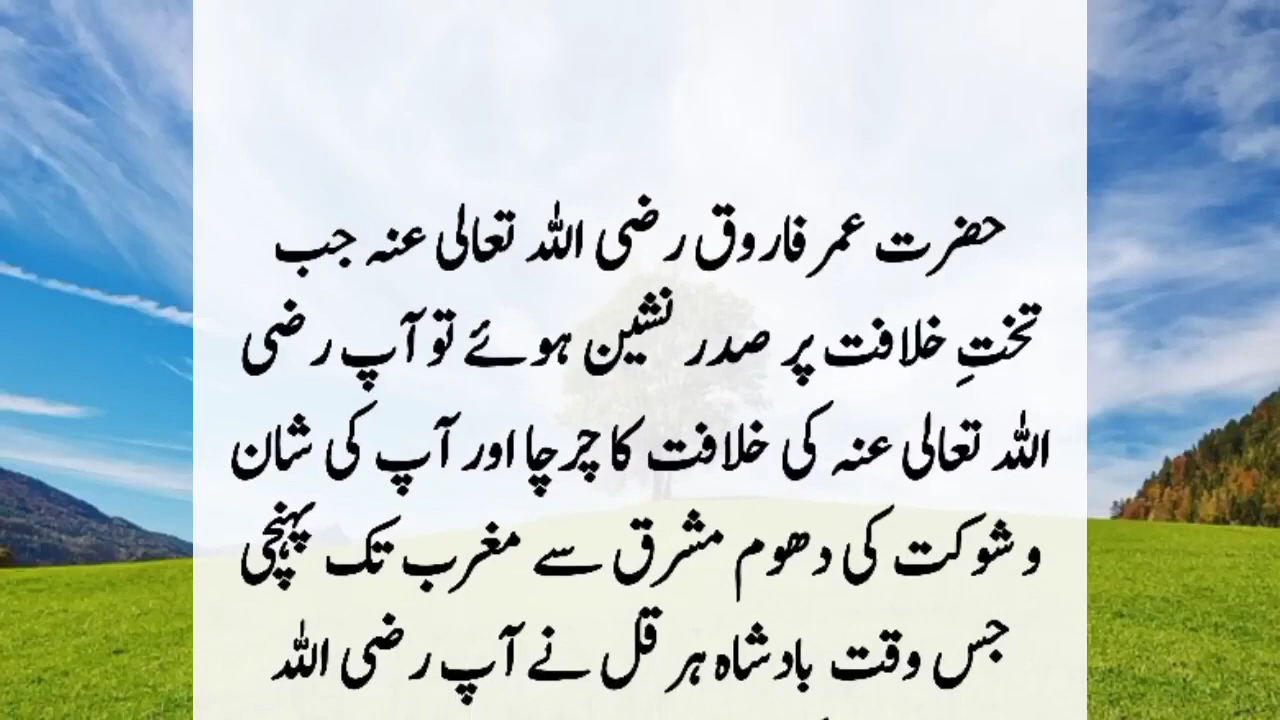 حضرت عمر فاروق رضی اللہ تعالی عنہ جب
تختِ خلافت پر صدر نشین ہوئے تو آپ رضی
اللہ تعالی عنہ کی خلافت کا چرچا اور آپ کی شان
و شوکت کی دھوم مشرق سے مغرب تک پہنچی
جس وقت بادشاہ ہرقل نے آپ رضی اللہ